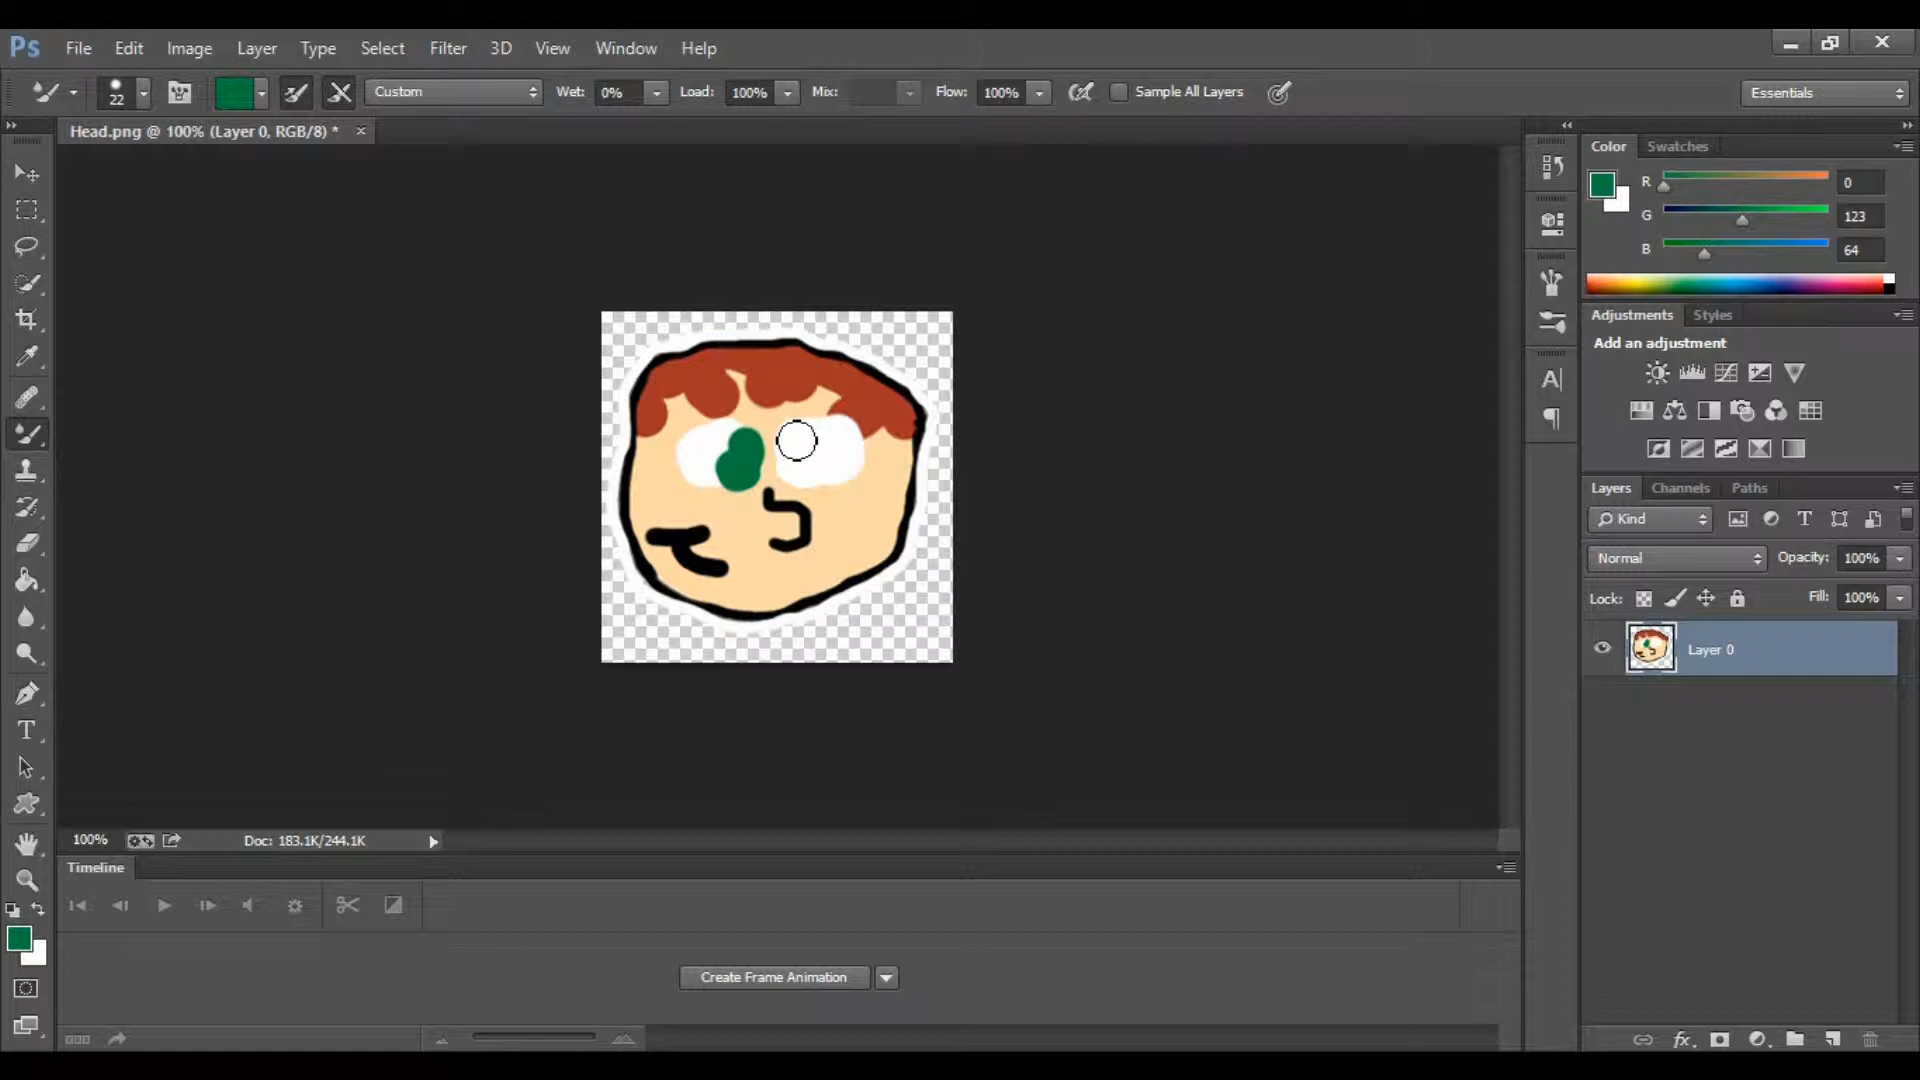 Ps File Edit Image Layer Type Select Filter 3D View Window Help
22 Custom Wet: 0% Load: 100% Mix: Flow: 100% Sample All Layers Essentials
Head.png @ 100% (Layer 0, RGB/8) *
Color Swatches
R 0
G 123
B 64
Adjustments Styles
Add an adjustment
Layers Channels Paths
Kind
Normal Opacity: 100%
Lock: Fill: 100%
Layer 0
100% Doc: 183.1K/244.1K
Timeline
Create Frame Animation